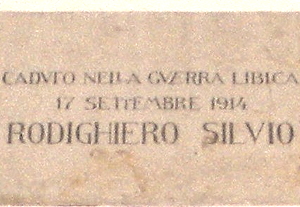 CADVTO NELLA GVERRA LIBICA
17 SETTEMBRE 1914
RODIGHIERO SILVIO